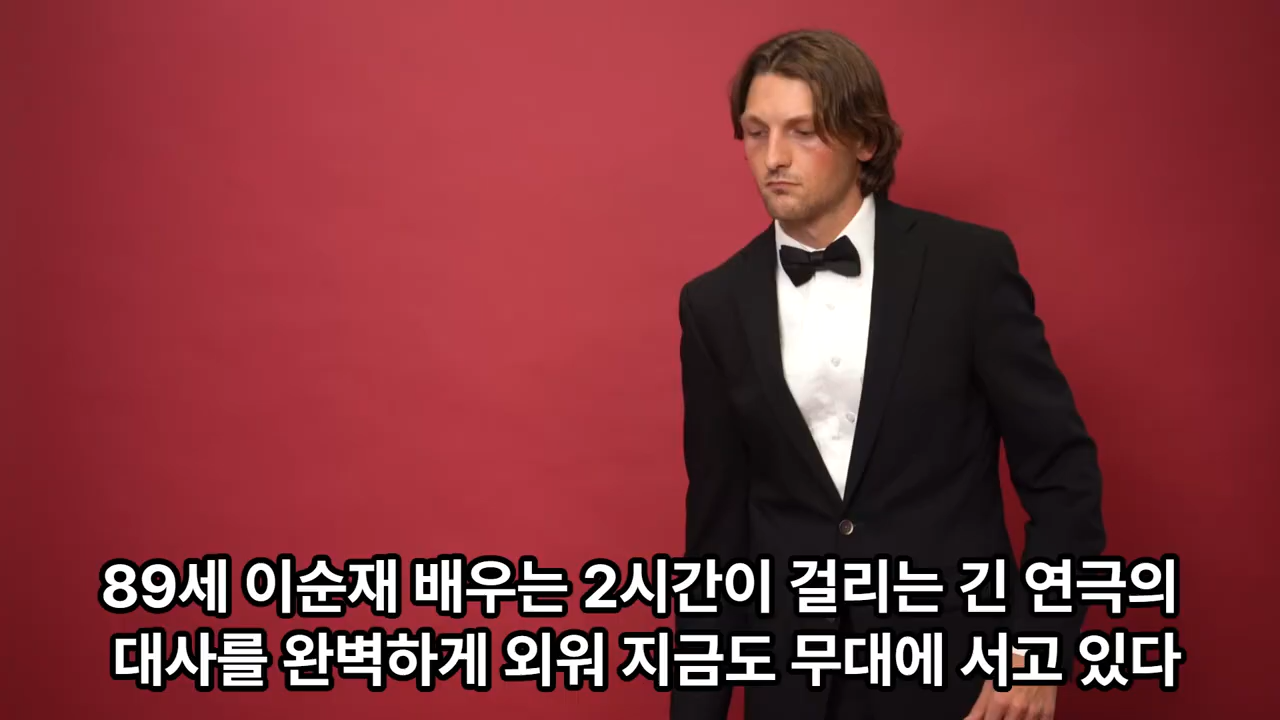 89세 이순재 배우는 2시간이 걸리는 긴 연극의
대사를 완벽하게 외워 지금도 무대에 서고 있다